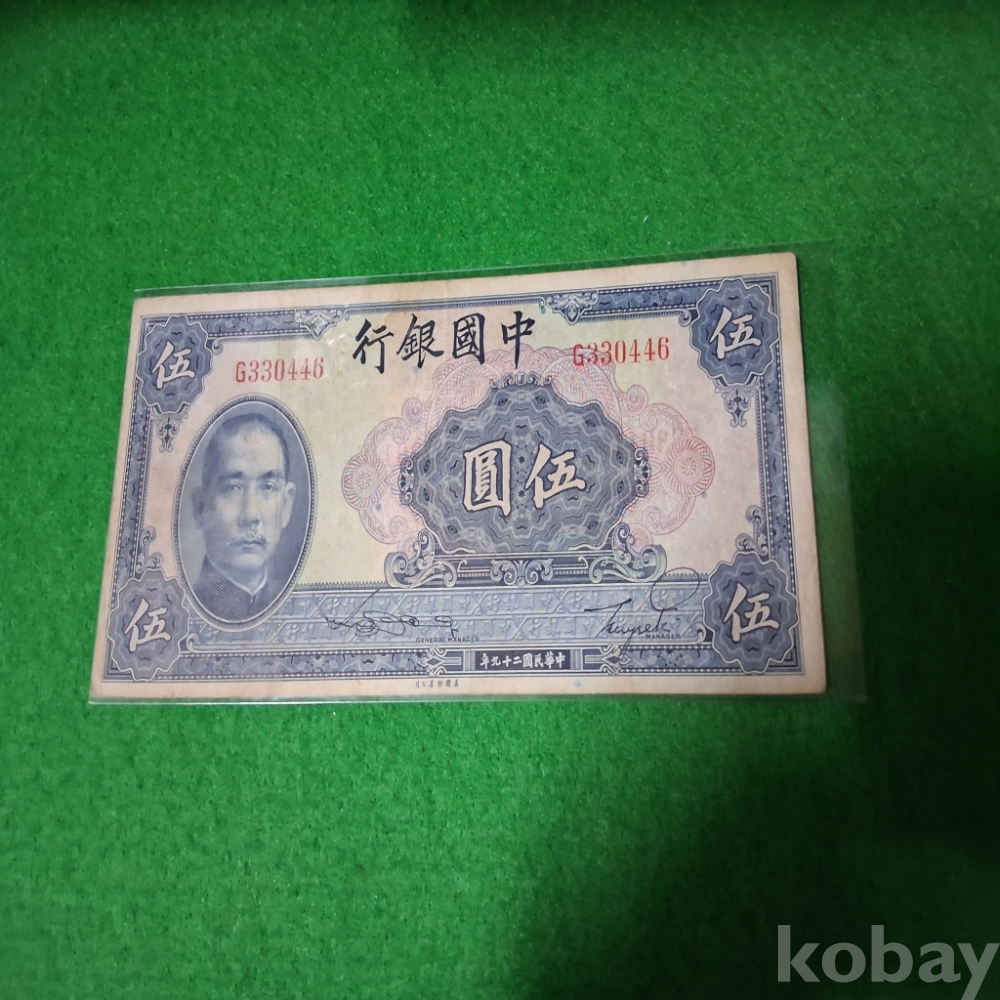 中國銀行
G330446
G330446
伍
伍
伍圓
伍
伍
GENERAL MANAGER
MANAGER
中華民國二十九年
kobay